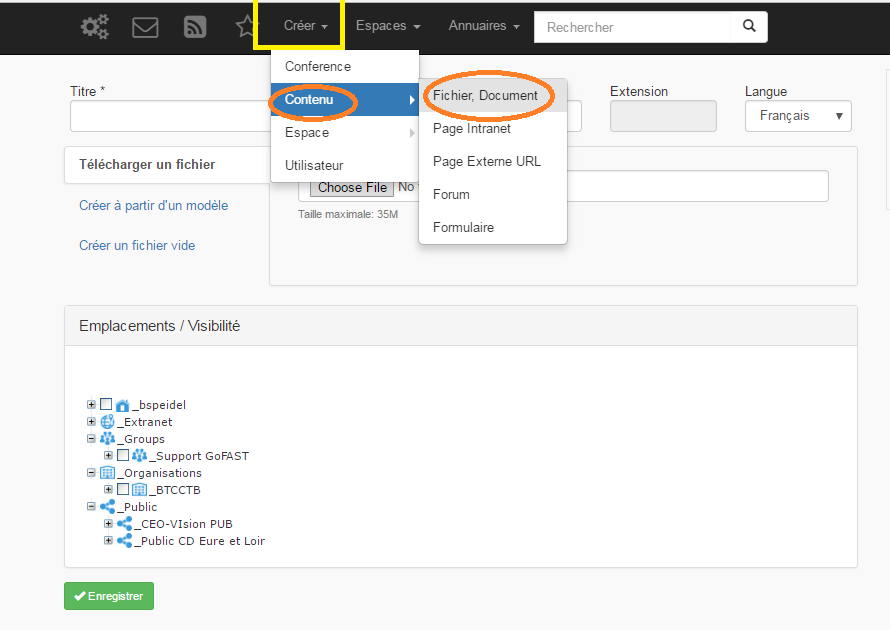 Créer Espaces Annuaires Rechercher
Conference
Contenu
Espace
Utilisateur
Fichier, Document
Page Intranet
Page Externe URL
Forum
Formulaire
Titre * Extension Langue
Français
Télécharger un fichier
Créer à partir d'un modèle
Créer un fichier vide
Choose File No
Taille maximale: 35M
Emplacements / Visibilité
_bspeidel
_Extranet
_Groups
_Support GoFAST
_Organisations
_BTCCTB
_Public
_CEO-VIsion PUB
_Public CD Eure et Loir
Enregistrer